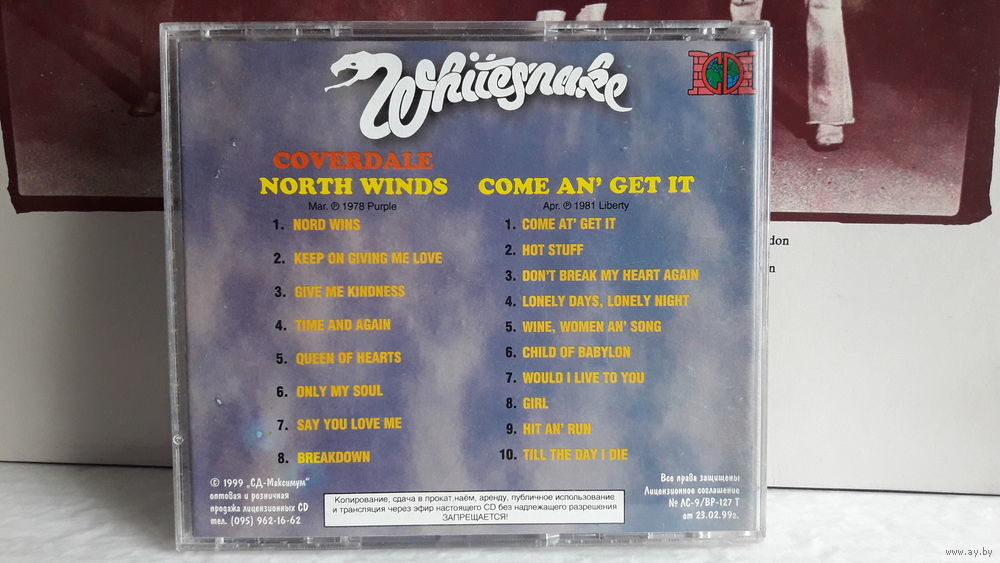 Whitesnake
CD
COVERDALE
NORTH WINDS
Mar. ℗ 1978 Purple
1. NORD WINS
2. KEEP ON GIVING ME LOVE
3. GIVE ME KINDNESS
4. TIME AND AGAIN
5. QUEEN OF HEARTS
6. ONLY MY SOUL
7. SAY YOU LOVE ME
8. BREAKDOWN
COME AN' GET IT
Apr. ℗ 1981 Liberty
1. COME AT' GET IT
2. HOT STUFF
3. DON'T BREAK MY HEART AGAIN
4. LONELY DAYS, LONELY NIGHT
5. WINE, WOMEN AN' SONG
6. CHILD OF BABYLON
7. WOULD I LIVE TO YOU
8. GIRL
9. HIT AN' RUN
10. TILL THE DAY I DIE
© 1999 „СД-Максимум"
оптовая и розничная
продажа лицензионных CD
тел. (095) 962-16-62
Копирование, сдача в прокат,наём, аренду, публичное использование
и трансляция через эфир настоящего CD без надлежащего разрешения
ЗАПРЕЩАЕТСЯ!
Все права защищены
Лицензионное соглашение
№ ЛС-9/ВР-127 Т
от 23.02.99г.
don
n
www.ay.by